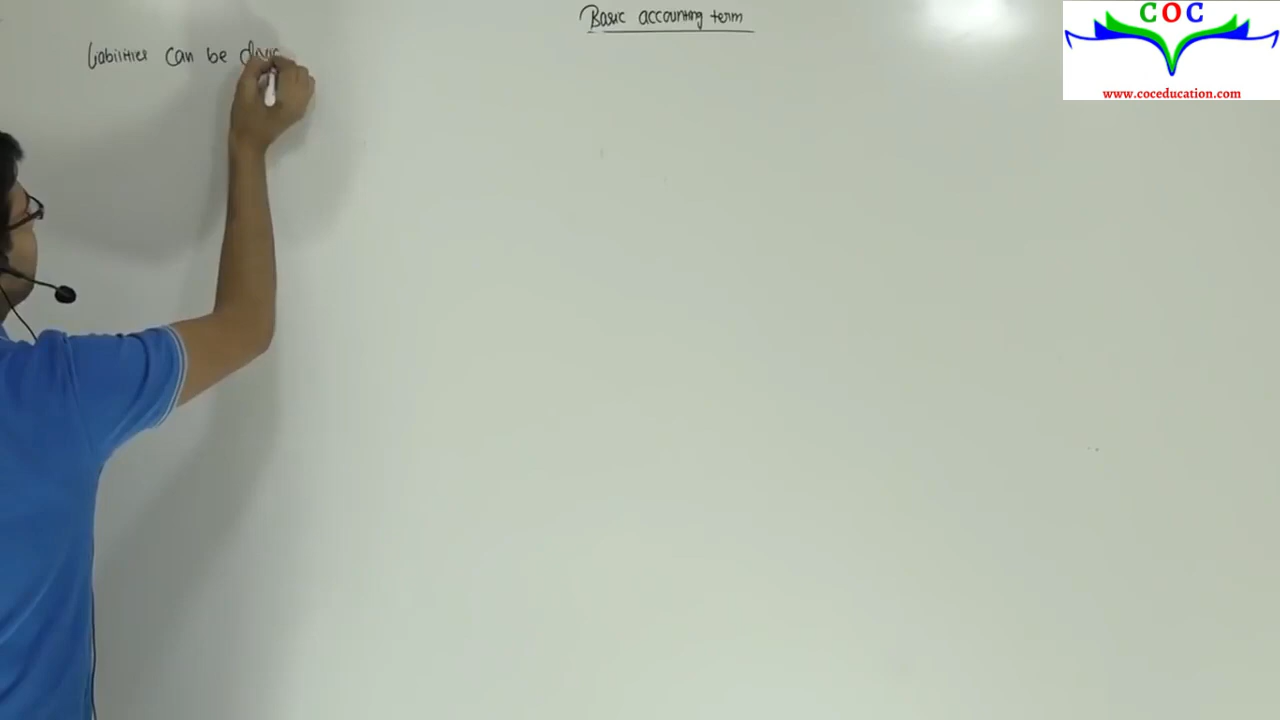 Basic accounting term
COC
www.coceducation.com
Liabilities can be